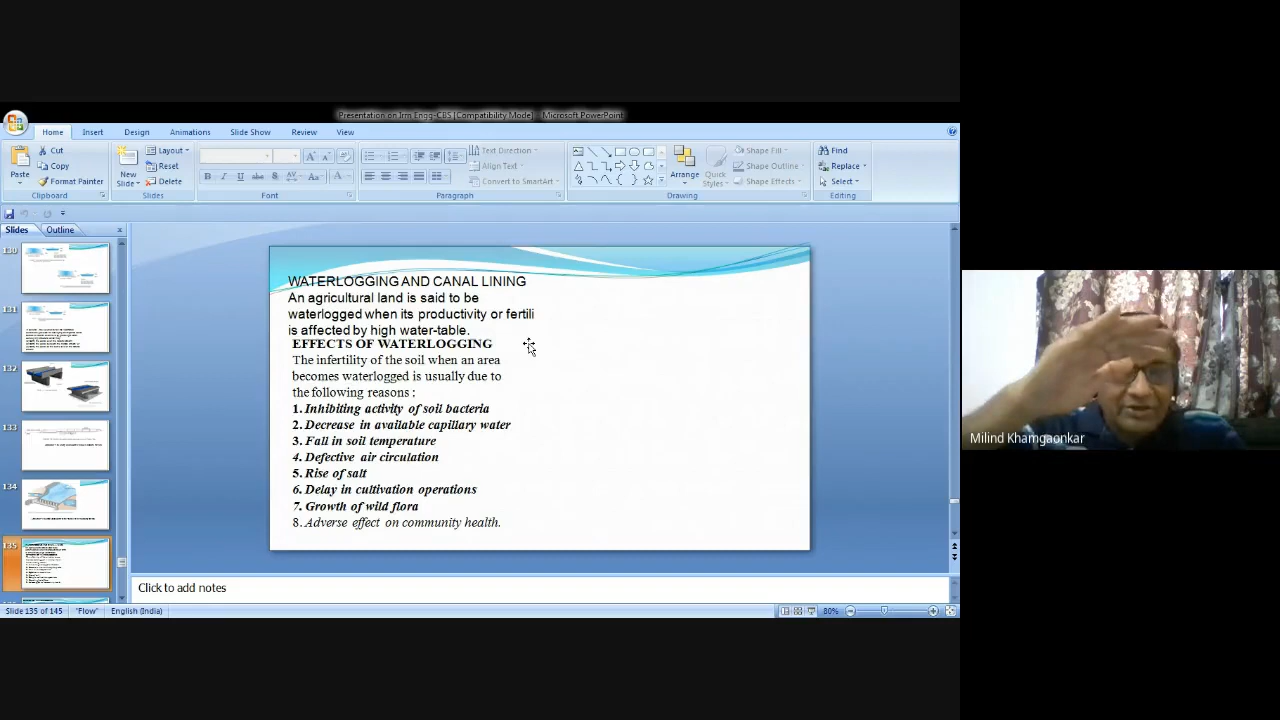 Presentation on Irm Engg-CBS [Compatibility Mode] - Microsoft PowerPoint
Home Insert Design Animations Slide Show Review View
Cut
Copy
Format Painter
Paste
Clipboard
New Slide
Layout
Reset
Delete
Slides
Font
Text Direction
Align Text
Convert to SmartArt
Paragraph
Arrange
Quick Styles
Shape Fill
Shape Outline
Shape Effects
Drawing
Find
Replace
Select
Editing
Slides Outline
130
131
132
133
134
135
WATERLOGGING AND CANAL LINING
An agricultural land is said to be
waterlogged when its productivity or fertili
is affected by high water-table.
EFFECTS OF WATERLOGGING
The infertility of the soil when an area
becomes waterlogged is usually due to
the following reasons :
1. Inhibiting activity of soil bacteria
2. Decrease in available capillary water
3. Fall in soil temperature
4. Defective air circulation
5. Rise of salt
6. Delay in cultivation operations
7. Growth of wild flora
8. Adverse effect on community health.
Click to add notes
Slide 135 of 145 "Flow" English (India) 80%
Milind Khamgaonkar